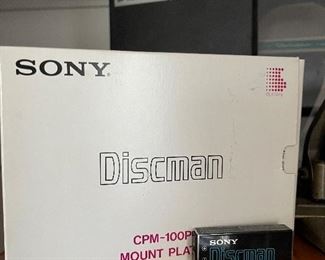 SONY
Discman
CPM-100P
MOUNT PLAT
SONY
Discman